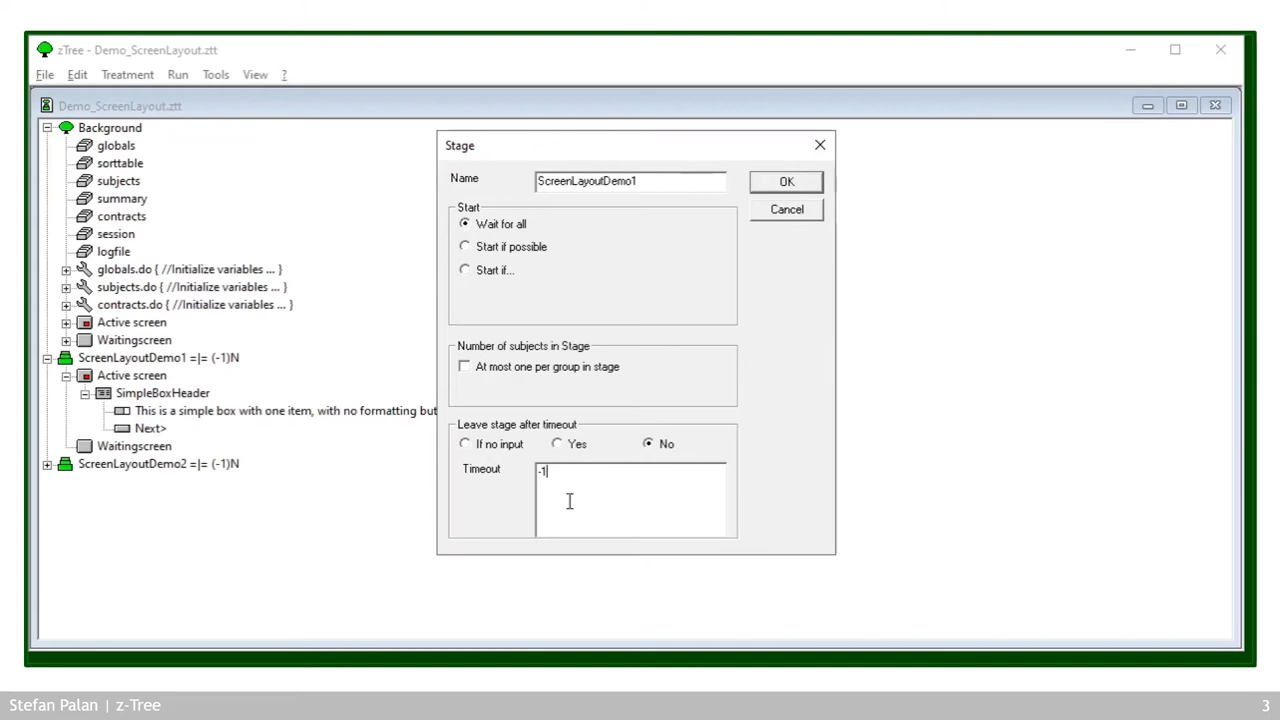 zTree - Demo_ScreenLayout.ztt
File Edit Treatment Run Tools View ?
Demo_ScreenLayout.ztt
Background
globals
sorttable
subjects
summary
contracts
session
logfile
globals.do { //Initialize variables ... }
subjects.do { //Initialize variables ... }
contracts.do { //Initialize variables ... }
Active screen
Waitingscreen
ScreenLayoutDemo1 =|= (-1)N
Active screen
SimpleBoxHeader
This is a simple box with one item, with no formatting but
Next>
Waitingscreen
ScreenLayoutDemo2 =|= (-1)N
Stage
Name ScreenLayoutDemo1
OK
Cancel
Start
Wait for all
Start if possible
Start if...
Number of subjects in Stage
At most one per group in stage
Leave stage after timeout
If no input Yes No
Timeout -1
Stefan Palan | z-Tree 3